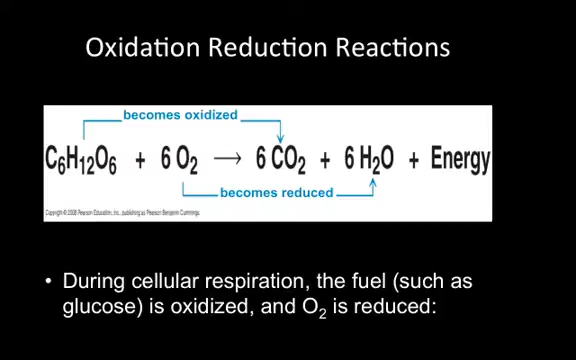 Oxidation Reduction Reactions
becomes oxidized
C₆H₁₂O₆ + 6 O₂ → 6 CO₂ + 6 H₂O + Energy
becomes reduced
Copyright © 2008 Pearson Education, Inc., publishing as Pearson Benjamin Cummings.
• During cellular respiration, the fuel (such as
glucose) is oxidized, and O₂ is reduced: